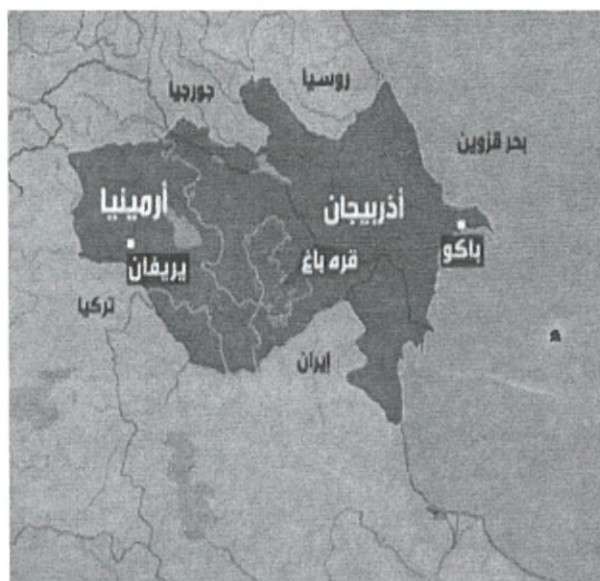 روسيا
جورجيا
بحر قزوين
أرمينيا
أذربيجان
باكو
يريفان
قره باغ
تركيا
إيران